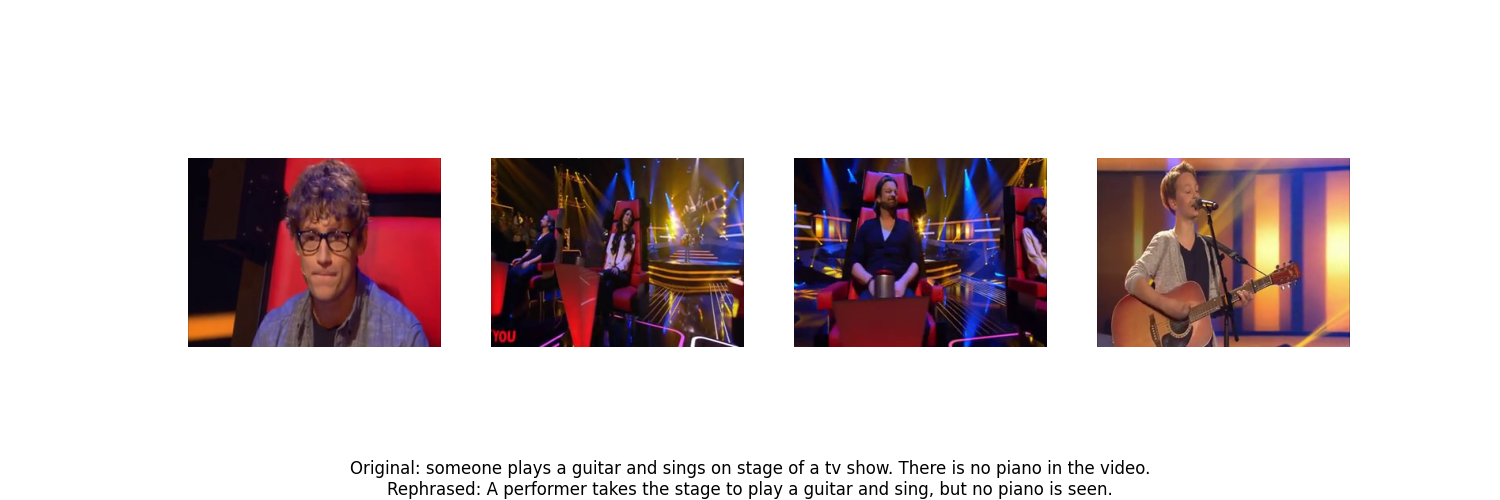 YOU
Original: someone plays a guitar and sings on stage of a tv show. There is no piano in the video.
Rephrased: A performer takes the stage to play a guitar and sing, but no piano is seen.